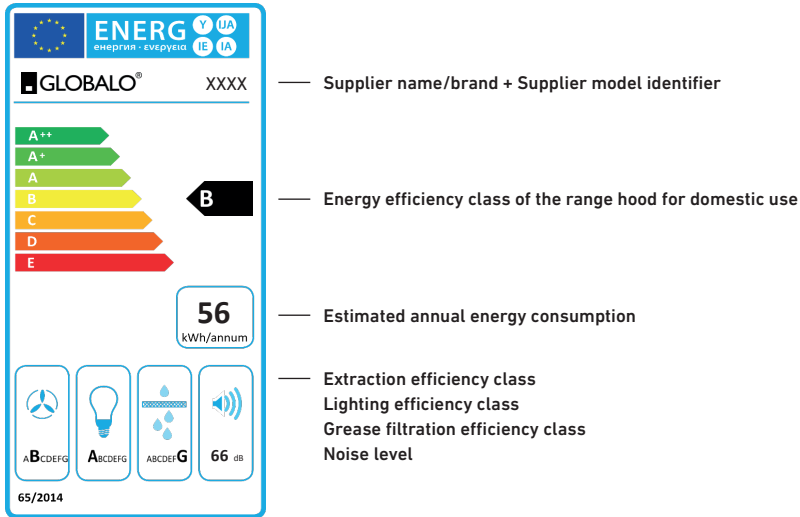 ENERG Y IJA
енергия · ενεργεια IE IA
GLOBALO® XXXX
Supplier name/brand + Supplier model identifier
A++
A+
A
B
C
D
E
B
Energy efficiency class of the range hood for domestic use
56
kWh/annum
Estimated annual energy consumption
Extraction efficiency class
Lighting efficiency class
Grease filtration efficiency class
Noise level
ABCDEFG
ABCDEFG
ABCDEFG
66 dB
65/2014